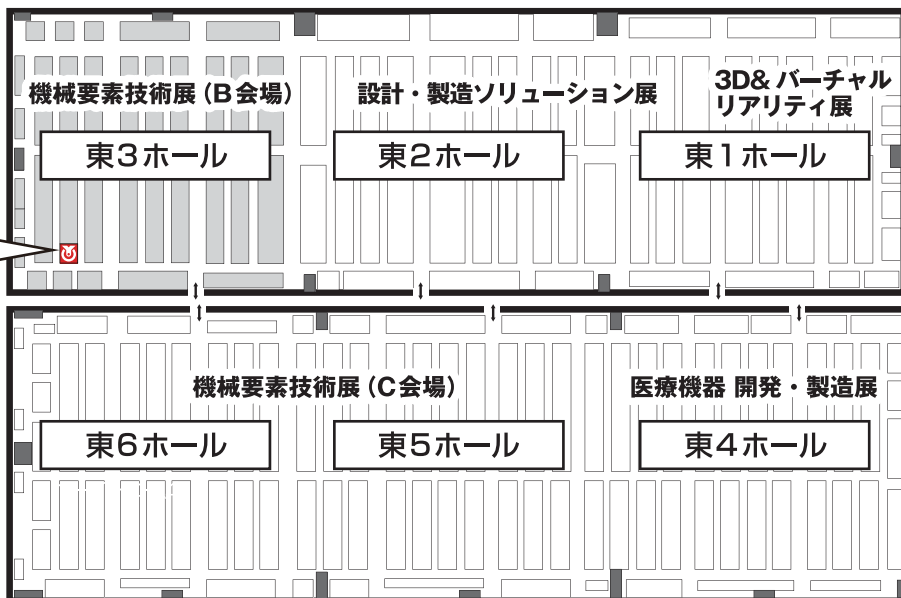 機械要素技術展（B会場）
設計・製造ソリューション展
3D& バーチャル
リアリティ展
東3ホール
東2ホール
東1ホール
機械要素技術展（C会場）
医療機器 開発・製造展
東6ホール
東5ホール
東4ホール